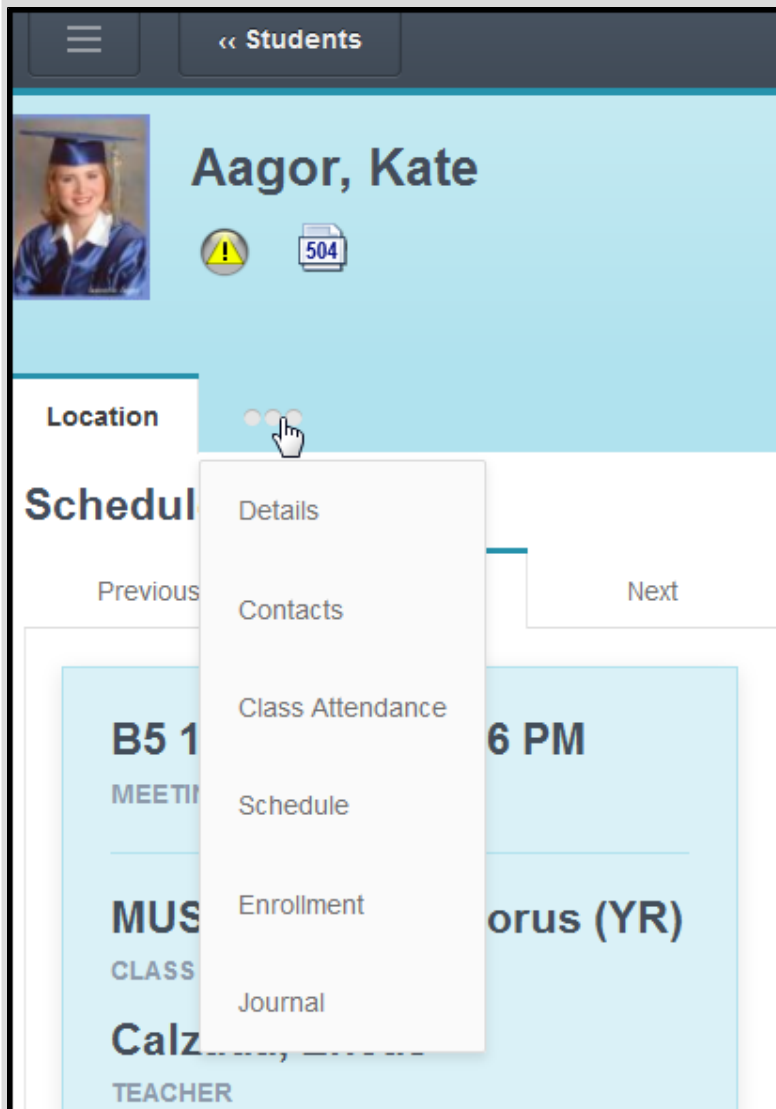 ‹‹ Students
Aagor, Kate
504
Location
Schedul
Details
Previous
Next
Contacts
Class Attendance
B5 1 6 PM
MEETI
Schedule
Enrollment
MUS orus (YR)
CLASS
Journal
Calz
TEACHER